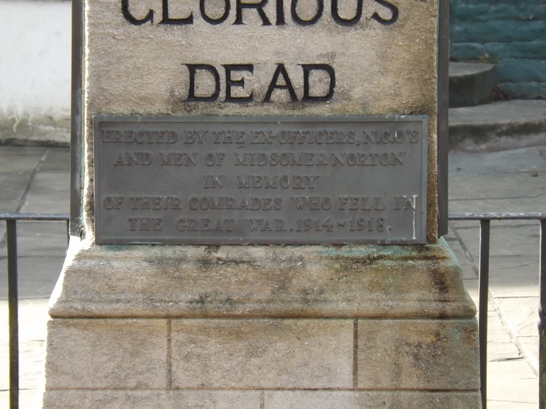 GLORIOUS
DEAD
ERECTED BY THE EX-OFFICERS, N.C.O'S
AND MEN OF MIDSOMER NORTON
IN MEMORY
OF THEIR COMRADES WHO FELL IN
THE GREAT WAR. 1914~1918.